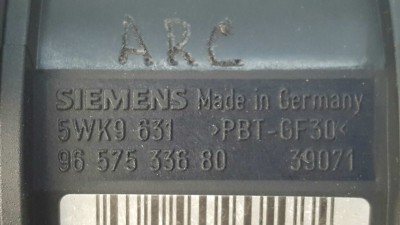 ARC
SIEMENS Made in Germany
5WK9 631 >PBT-GF30<
96 575 336 80 39071